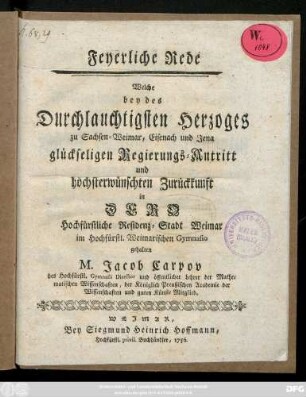 Feyerliche Rede
Welche
bey des
Durchlauchtigsten Herzoges
zu Sachsen-Weimar, Eisenach und Jena
glückseligen Regierungs-Antritt
und
höchsterwünschten Zurückkunft
in
DERO
Hochfürstliche Residenz-Stadt Weimar
im Hochfürstl. Weimarischen Gymnasio
gehalten
M. Jacob Carpov
des Hochfürstl. Gymnasii Director und öffentlicher Lehrer der Mathe-
matischen Wissenschaften, der Königlich Preußischen Academie der
Wissenschaften und guten Künste Mitglied.
WEIMAR,
Bey Siegmund Heinrich Hoffmann,
Hochfürstl. privil. Buchhändler, 1756.